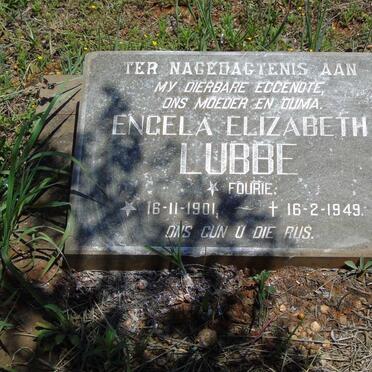 TER NAGEDAGTENIS AAN
MY DIERBARE EGGENOTE,
ONS MOEDER EN OUMA.
ENGELA ELIZABETH
LUBBE
* FOURIE:
* 16-11-1901, — † 16-2-1949.
ONS GUN U DIE RUS.